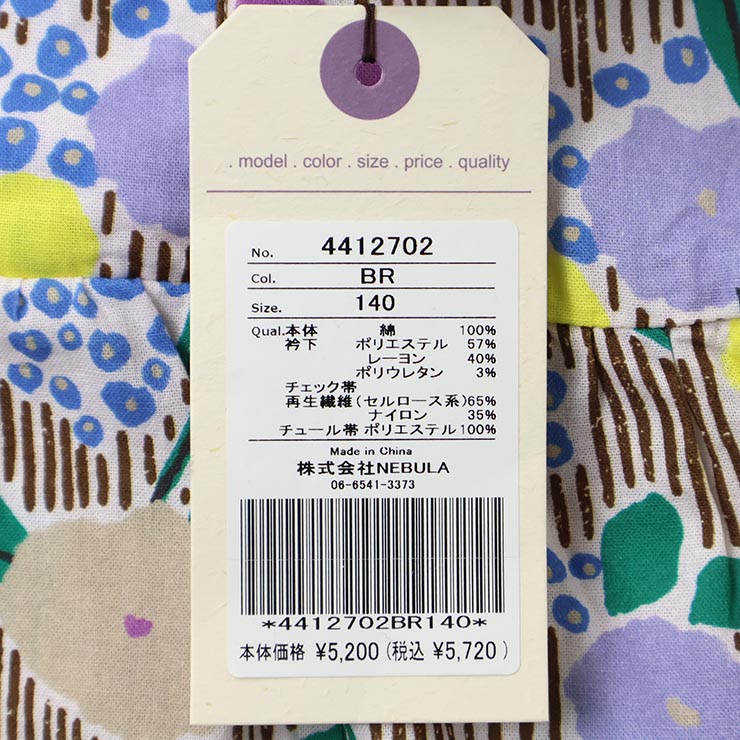 . model . color . size . price . quality
No. 4412702
Col. BR
Size. 140
Qual.本体 綿 100%
衿下 ポリエステル 57%
レーヨン 40%
ポリウレタン 3%
チェック帯
再生繊維(セルロース系)65%
ナイロン 35%
チュール帯 ポリエステル100%
Made in China
株式会社NEBULA
06-6541-3373
*4412702BR140*
本体価格 ¥5,200(税込 ¥5,720)